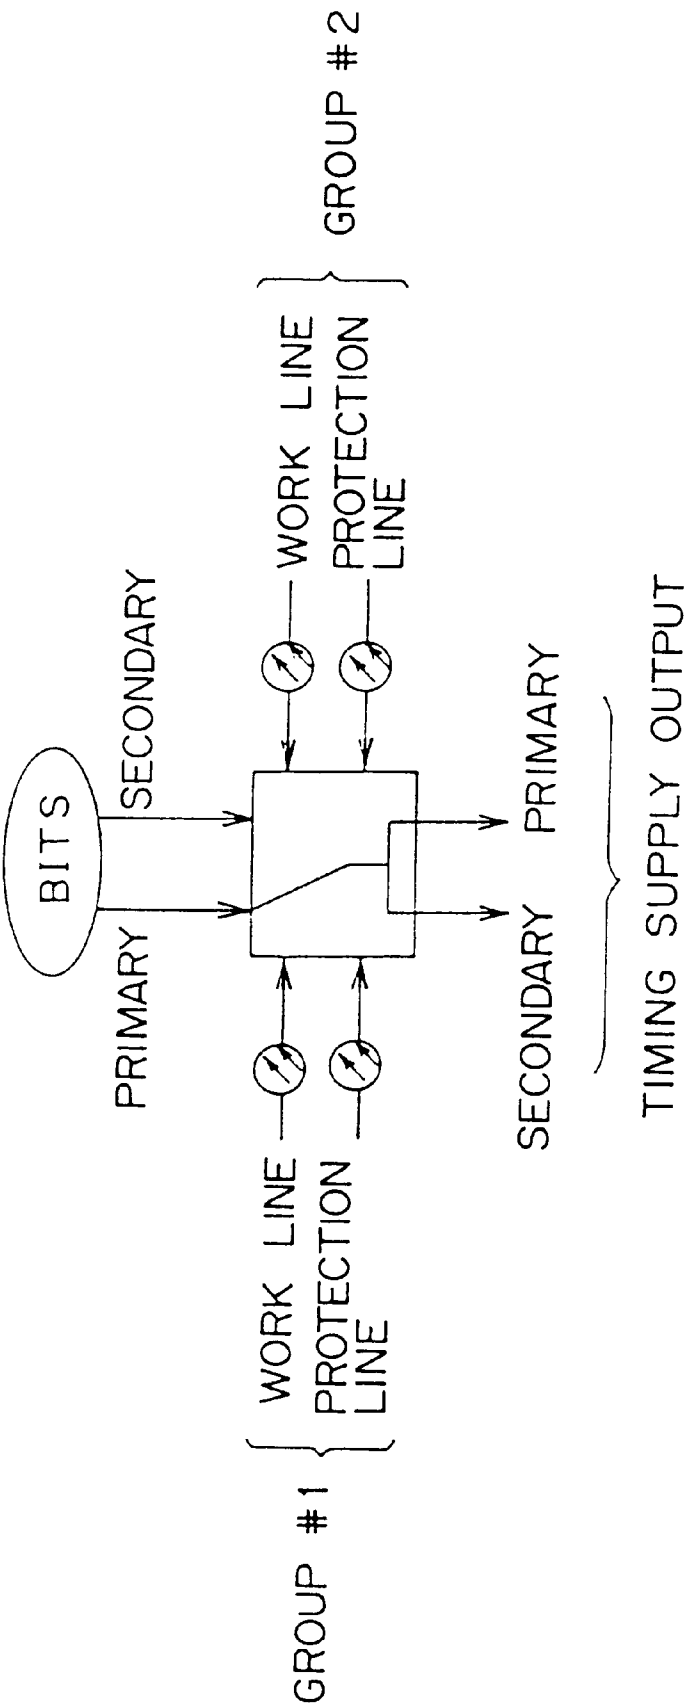 BITS
PRIMARY
SECONDARY
GROUP #1
WORK LINE
PROTECTION
LINE
WORK LINE
PROTECTION
LINE
GROUP #2
SECONDARY
PRIMARY
TIMING SUPPLY OUTPUT